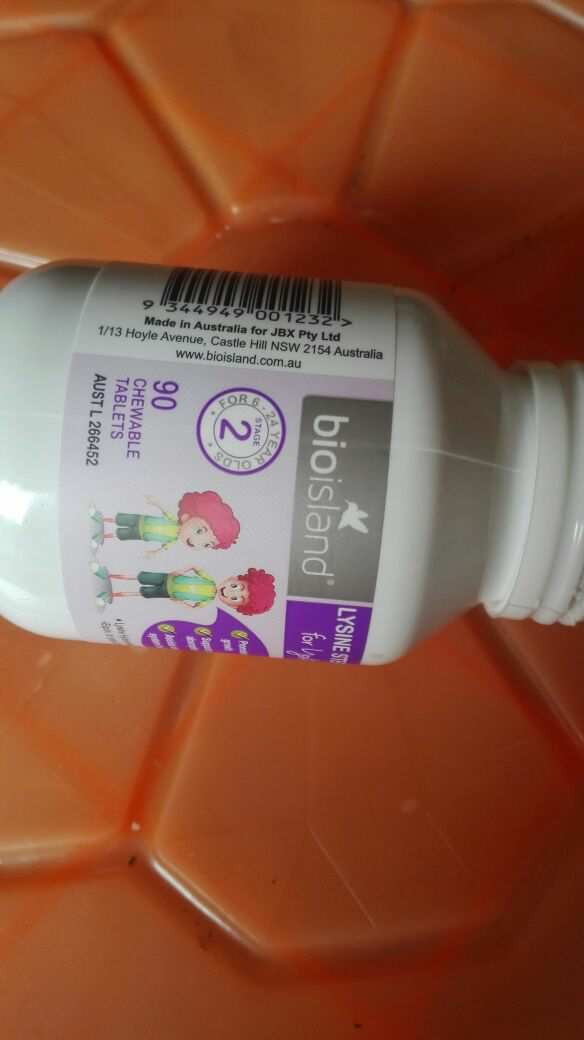 9 344949 001232 >
Made in Australia for JBX Pty Ltd
1/13 Hoyle Avenue, Castle Hill NSW 2154 Australia
www.bioisland.com.au
bioisland®
LYSINE
for
FOR 6 - 24 YEAR OLDS
STAGE
2
90
CHEWABLE
TABLETS
AUST L 266452